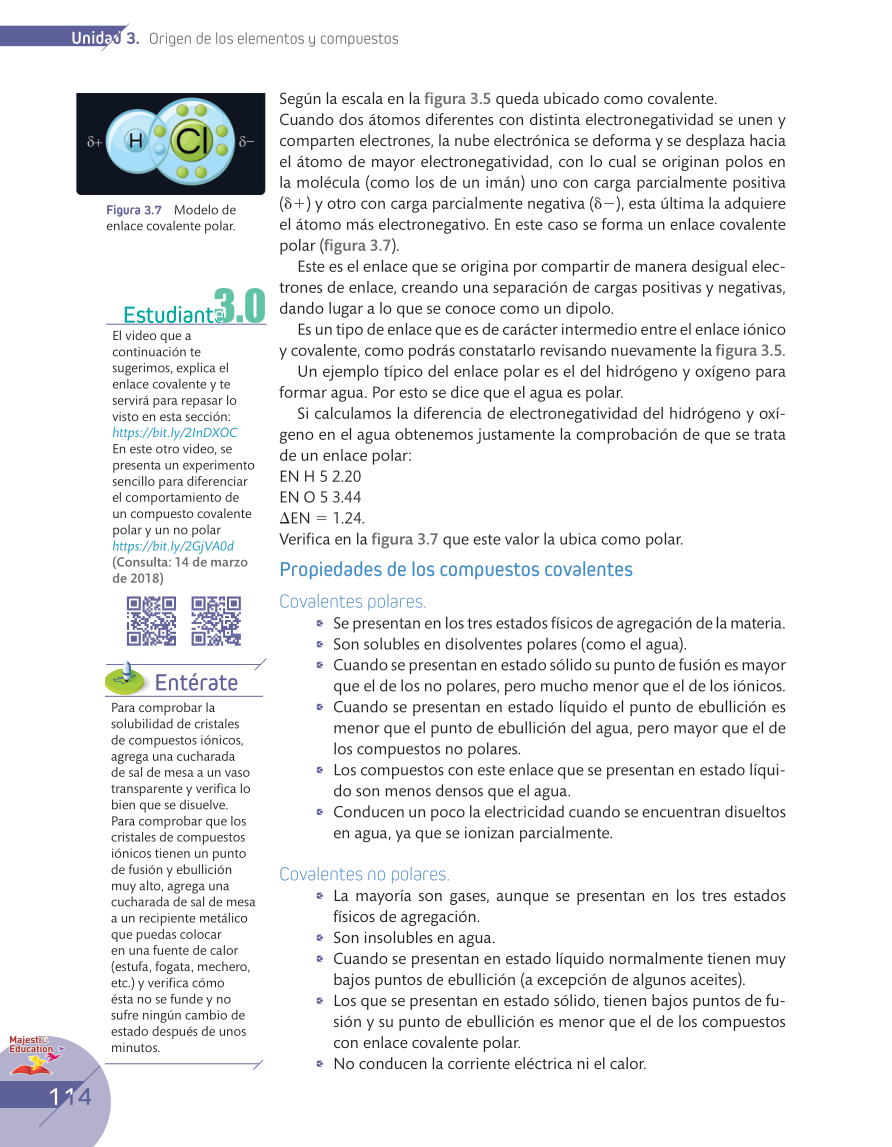 Unidad 3. Origen de los elementos y compuestos
δ+ H Cl δ−
Figura 3.7 Modelo de
enlace covalente polar.
Estudiante 3.0
El video que a
continuación te
sugerimos, explica el
enlace covalente y te
servirá para repasar lo
visto en esta sección:
https://bit.ly/2InDXOC
En este otro video, se
presenta un experimento
sencillo para diferenciar
el comportamiento de
un compuesto covalente
polar y un no polar
https://bit.ly/2GjVA0d
(Consulta: 14 de marzo
de 2018)
Entérate
Para comprobar la
solubilidad de cristales
de compuestos iónicos,
agrega una cucharada
de sal de mesa a un vaso
transparente y verifica lo
bien que se disuelve.
Para comprobar que los
cristales de compuestos
iónicos tienen un punto
de fusión y ebullición
muy alto, agrega una
cucharada de sal de mesa
a un recipiente metálico
que puedas colocar
en una fuente de calor
(estufa, fogata, mechero,
etc.) y verifica cómo
ésta no se funde y no
sufre ningún cambio de
estado después de unos
minutos.
Según la escala en la figura 3.5 queda ubicado como covalente.
Cuando dos átomos diferentes con distinta electronegatividad se unen y
comparten electrones, la nube electrónica se deforma y se desplaza hacia
el átomo de mayor electronegatividad, con lo cual se originan polos en
la molécula (como los de un imán) uno con carga parcialmente positiva
(δ+) y otro con carga parcialmente negativa (δ−), esta última la adquiere
el átomo más electronegativo. En este caso se forma un enlace covalente
polar (figura 3.7).
Este es el enlace que se origina por compartir de manera desigual elec-
trones de enlace, creando una separación de cargas positivas y negativas,
dando lugar a lo que se conoce como un dipolo.
Es un tipo de enlace que es de carácter intermedio entre el enlace iónico
y covalente, como podrás constatarlo revisando nuevamente la figura 3.5.
Un ejemplo típico del enlace polar es el del hidrógeno y oxígeno para
formar agua. Por esto se dice que el agua es polar.
Si calculamos la diferencia de electronegatividad del hidrógeno y oxí-
geno en el agua obtenemos justamente la comprobación de que se trata
de un enlace polar:
EN H 5 2.20
EN O 5 3.44
ΔEN = 1.24.
Verifica en la figura 3.7 que este valor la ubica como polar.
Propiedades de los compuestos covalentes
Covalentes polares.
Se presentan en los tres estados físicos de agregación de la materia.
Son solubles en disolventes polares (como el agua).
Cuando se presentan en estado sólido su punto de fusión es mayor
que el de los no polares, pero mucho menor que el de los iónicos.
Cuando se presentan en estado líquido el punto de ebullición es
menor que el punto de ebullición del agua, pero mayor que el de
los compuestos no polares.
Los compuestos con este enlace que se presentan en estado líqui-
do son menos densos que el agua.
Conducen un poco la electricidad cuando se encuentran disueltos
en agua, ya que se ionizan parcialmente.
Covalentes no polares.
La mayoría son gases, aunque se presentan en los tres estados
físicos de agregación.
Son insolubles en agua.
Cuando se presentan en estado líquido normalmente tienen muy
bajos puntos de ebullición (a excepción de algunos aceites).
Los que se presentan en estado sólido, tienen bajos puntos de fu-
sión y su punto de ebullición es menor que el de los compuestos
con enlace covalente polar.
No conducen la corriente eléctrica ni el calor.
Majestic
Education
114